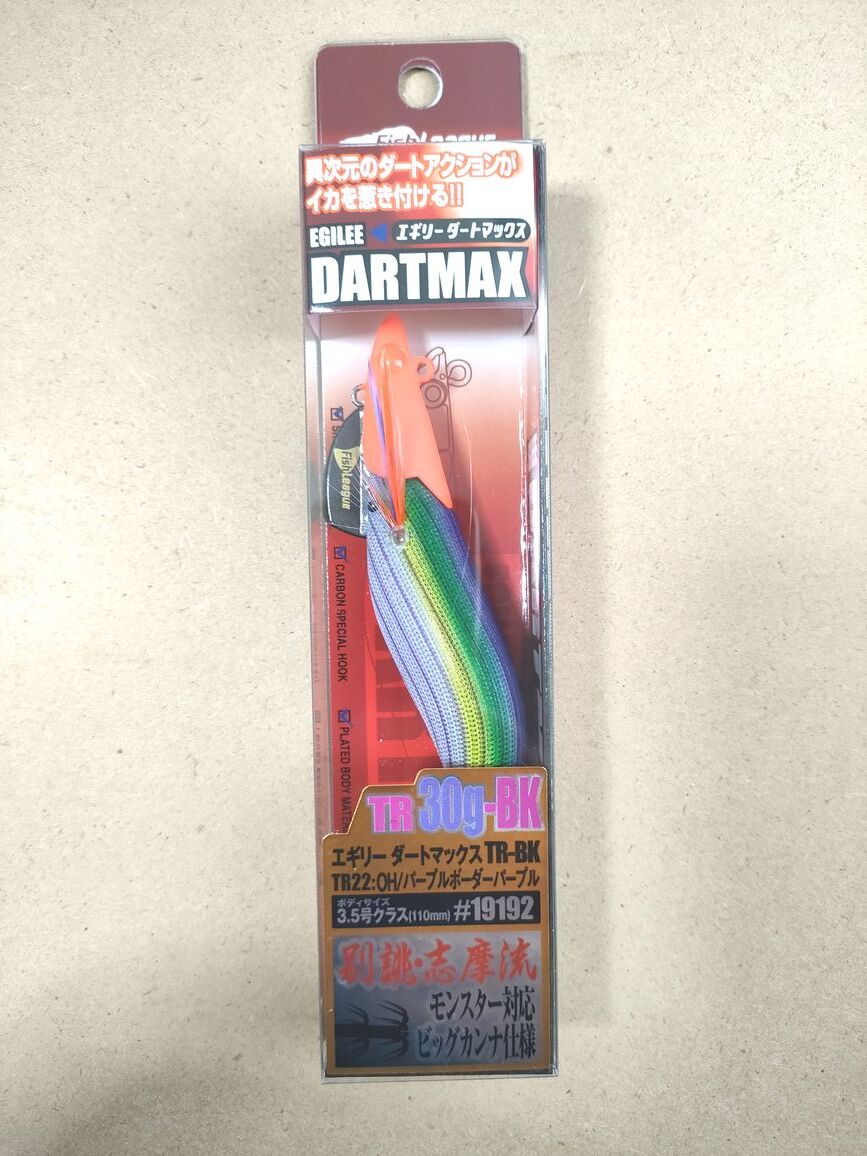 FishLeague
異次元のダートアクションが
イカを惹き付ける!!
EGILEE
エギリー ダートマックス
DARTMAX
FishLeague
CARBON SPECIAL HOOK
PLATED BODY
TR 30g-BK
エギリー ダートマックス TR-BK
TR22:OH/パープルボーダーパープル
ボディサイズ
3.5号クラス(110mm) #19192
別誂・志摩流
モンスター対応
ビッグカンナ仕様